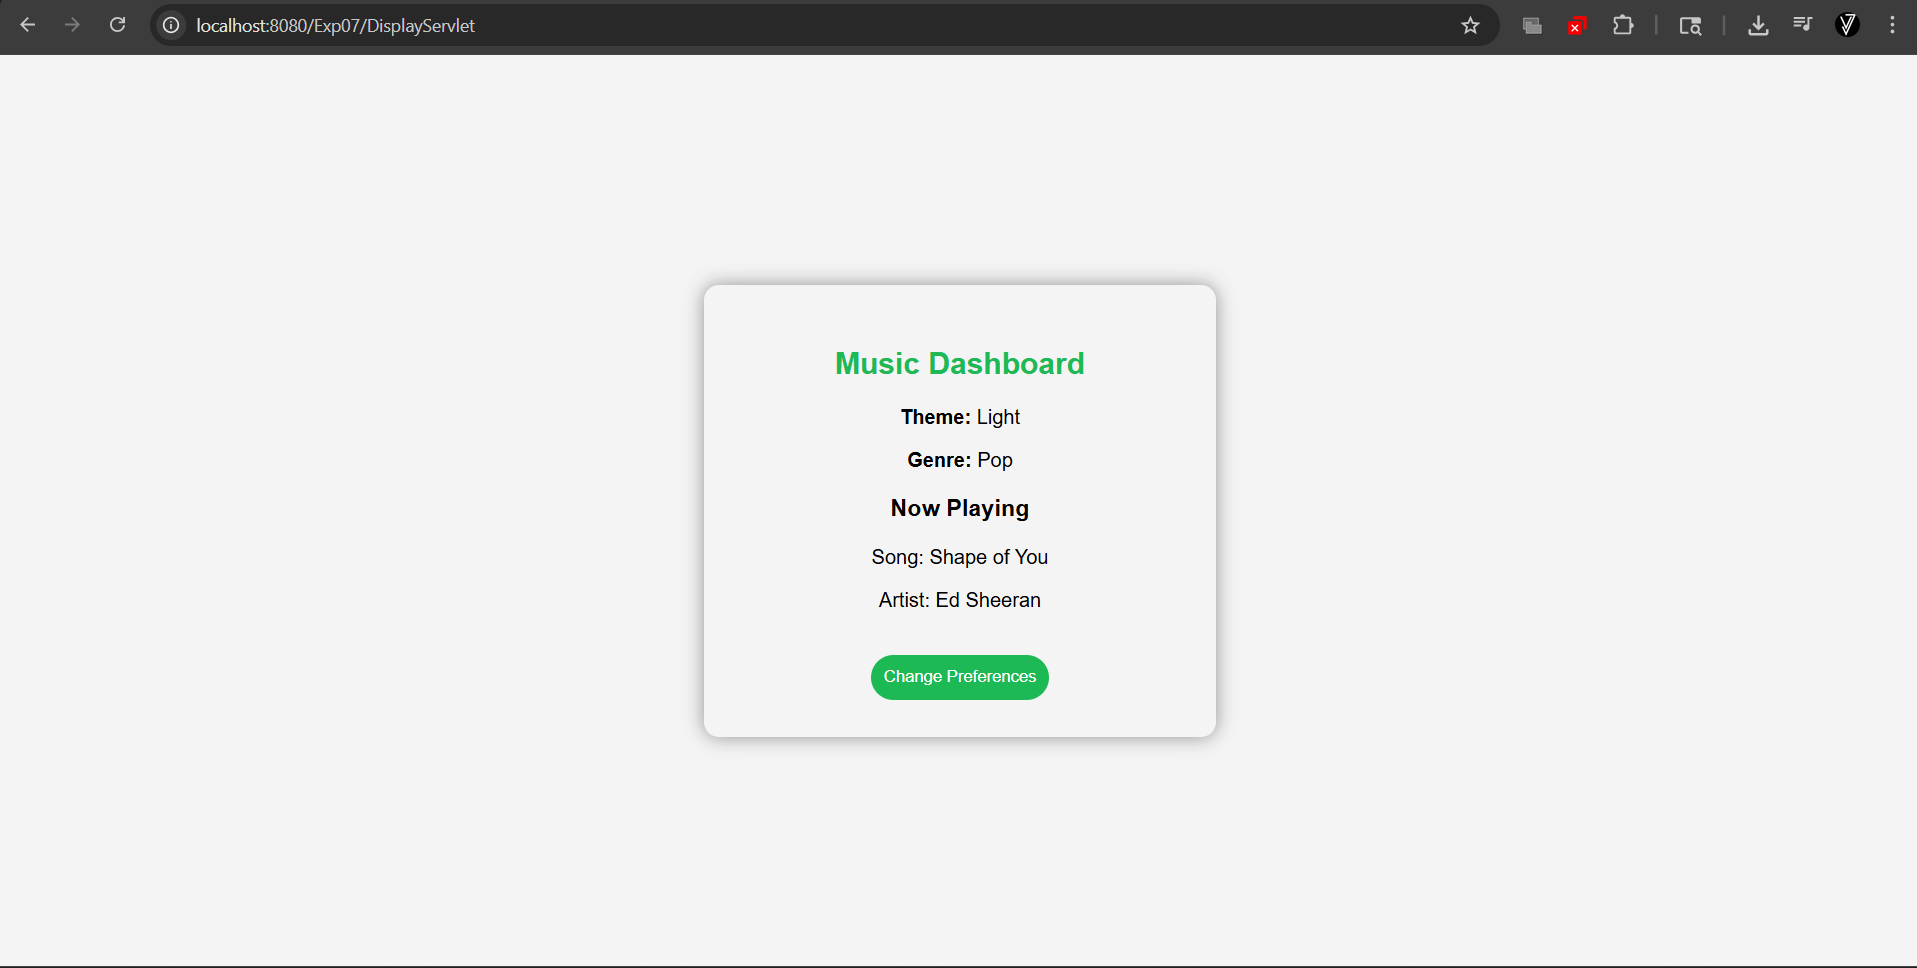 localhost:8080/Exp07/DisplayServlet
Music Dashboard
Theme: Light
Genre: Pop
Now Playing
Song: Shape of You
Artist: Ed Sheeran
Change Preferences